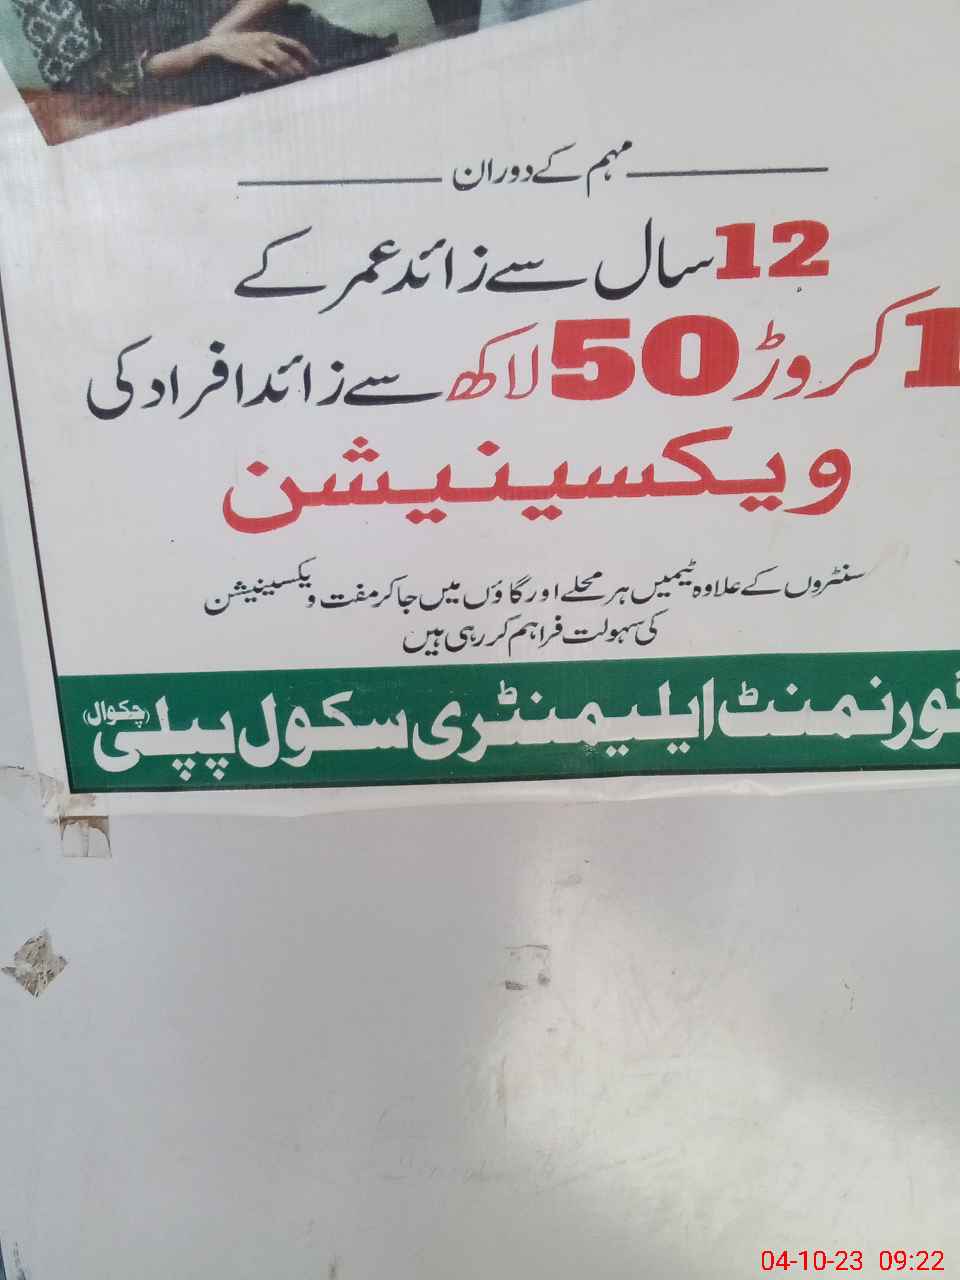 مہم کے دوران
12 سال سے زائد عمر کے
1 کروڑ 50 لاکھ سے زائد افراد کی
ویکسینیشن
سنٹروں کے علاوہ ٹیمیں ہر محلے اور گاؤں میں جا کر مفت ویکسینیشن
کی سہولت فراہم کر رہی ہیں
گورنمنٹ ایلیمنٹری سکول پپلی (چکوال)
04-10-23 09:22